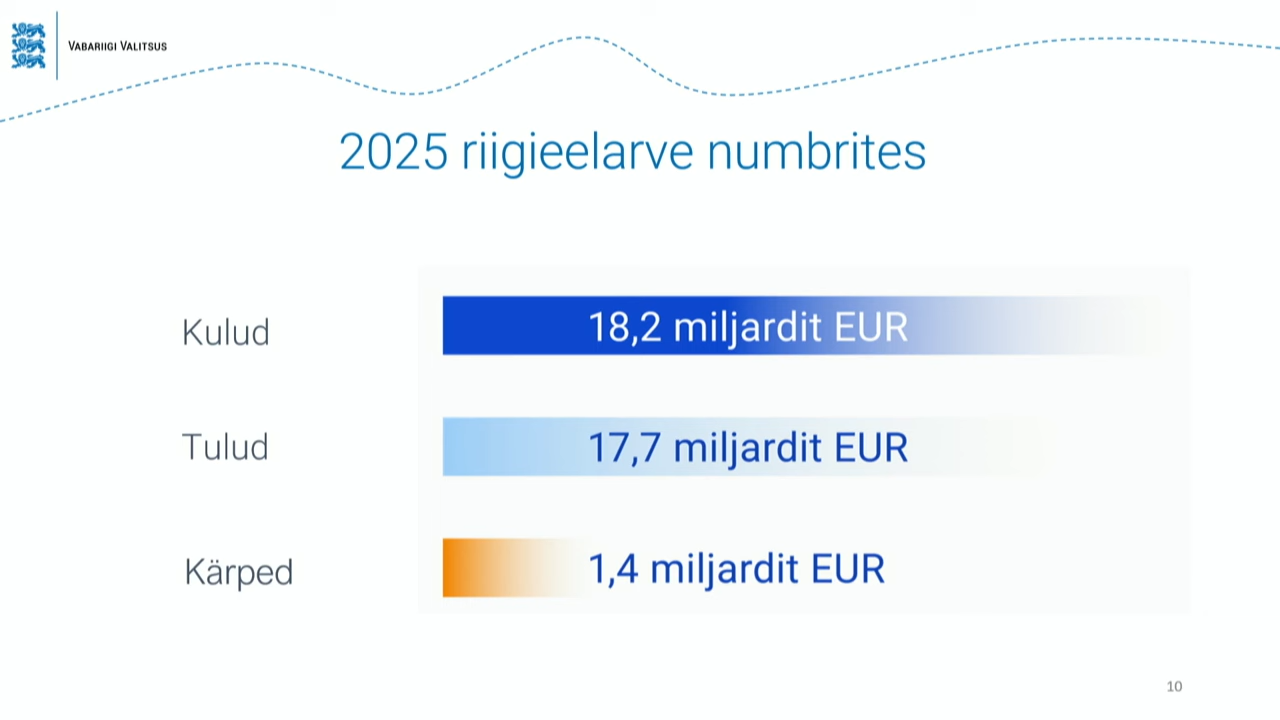 VABARIIGI VALITSUS
2025 riigieelarve numbrites
Kulud 18,2 miljardit EUR
Tulud 17,7 miljardit EUR
Kärped 1,4 miljardit EUR
10